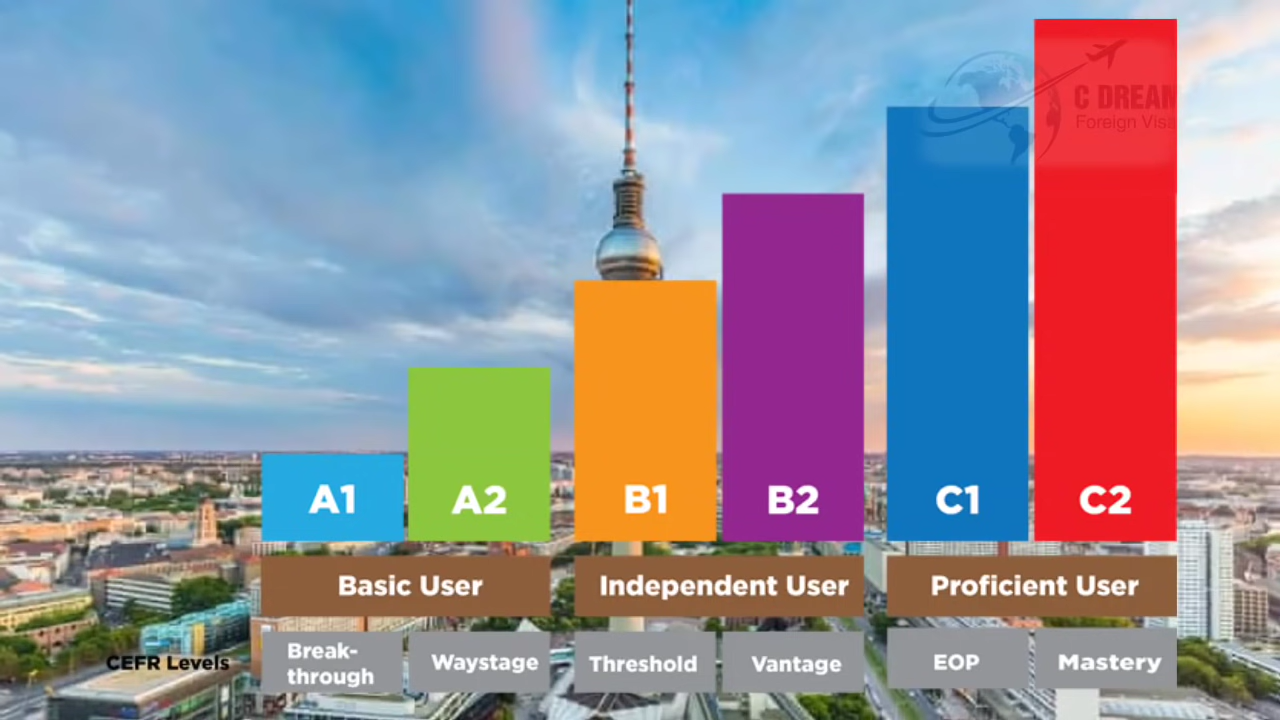 C DREAM
Foreign Visa
A1
A2
B1
B2
C1
C2
Basic User
Independent User
Proficient User
CEFR Levels
Break-
through
Waystage
Threshold
Vantage
EOP
Mastery